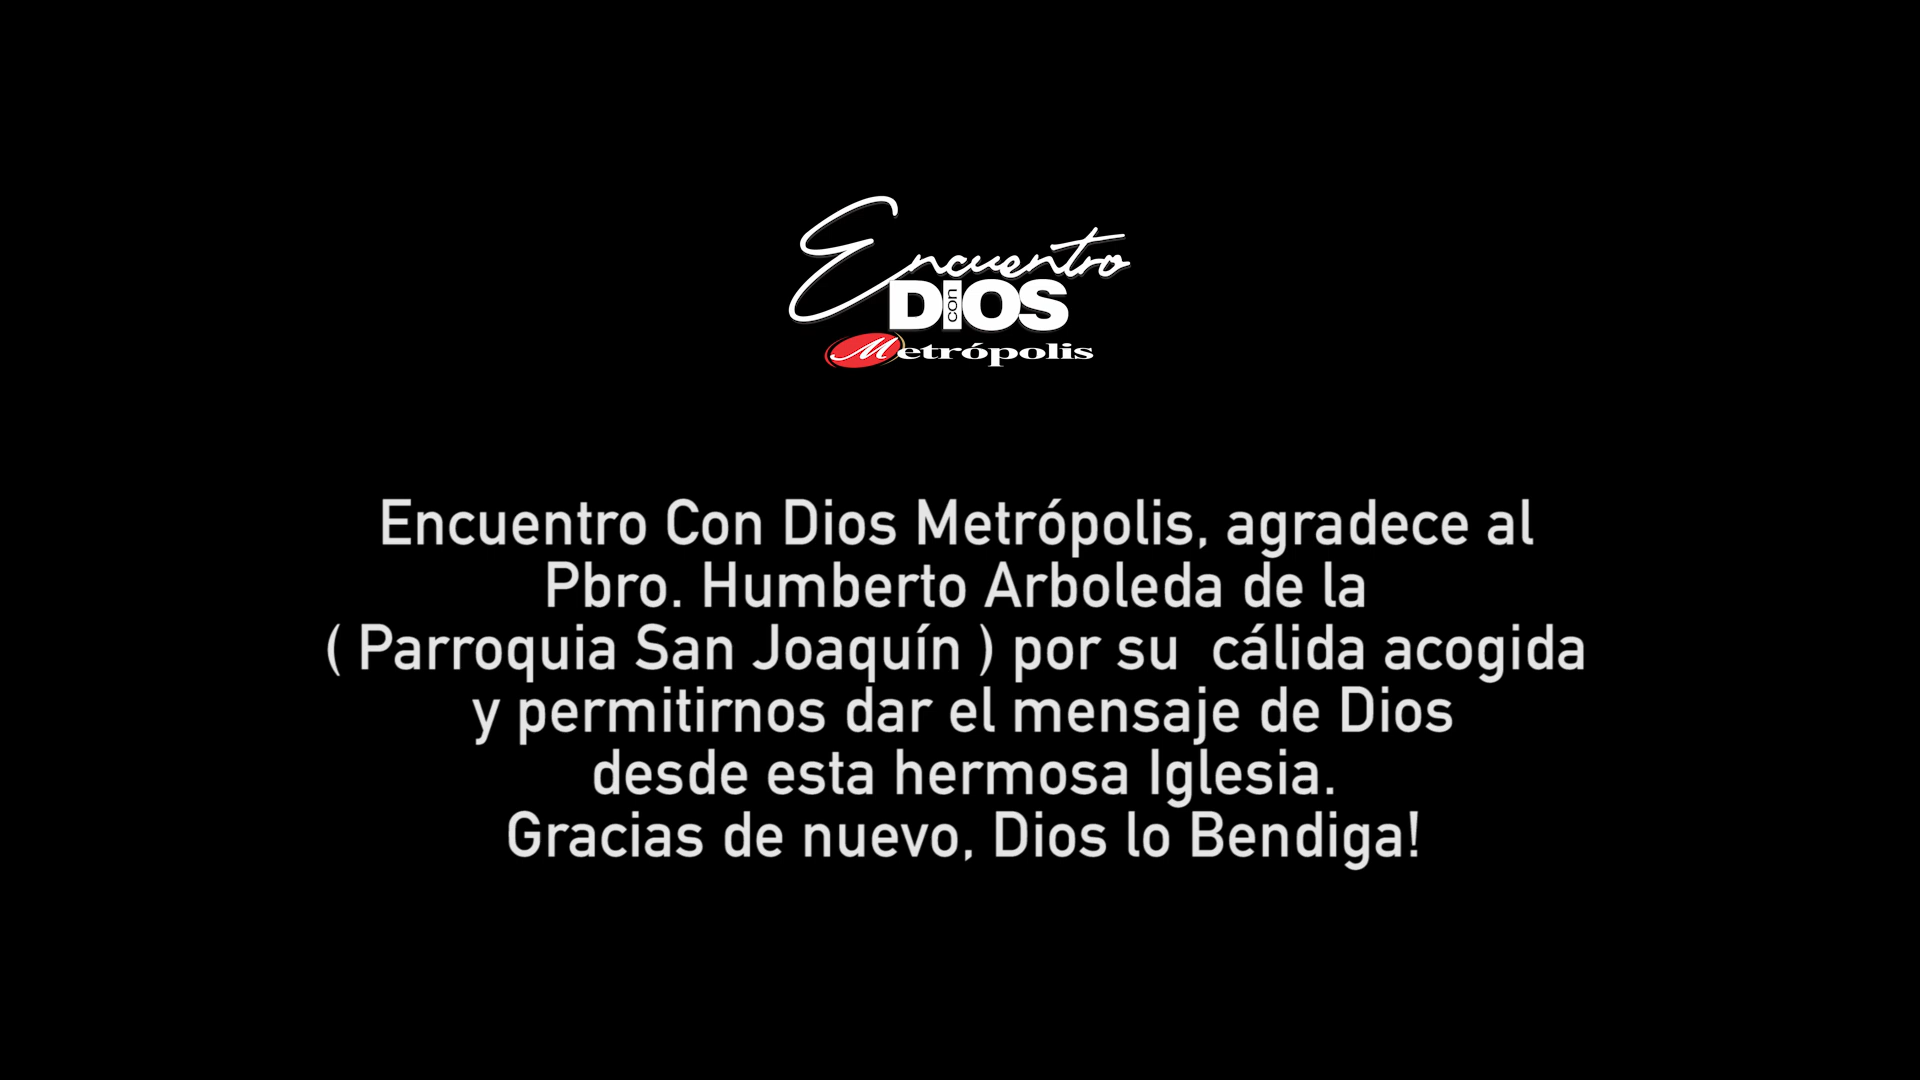 Encuentro
con
DIOS
Metrópolis
Encuentro Con Dios Metrópolis, agradece al
Pbro. Humberto Arboleda de la
( Parroquia San Joaquín ) por su  cálida acogida
y permitirnos dar el mensaje de Dios
desde esta hermosa Iglesia.
Gracias de nuevo, Dios lo Bendiga!